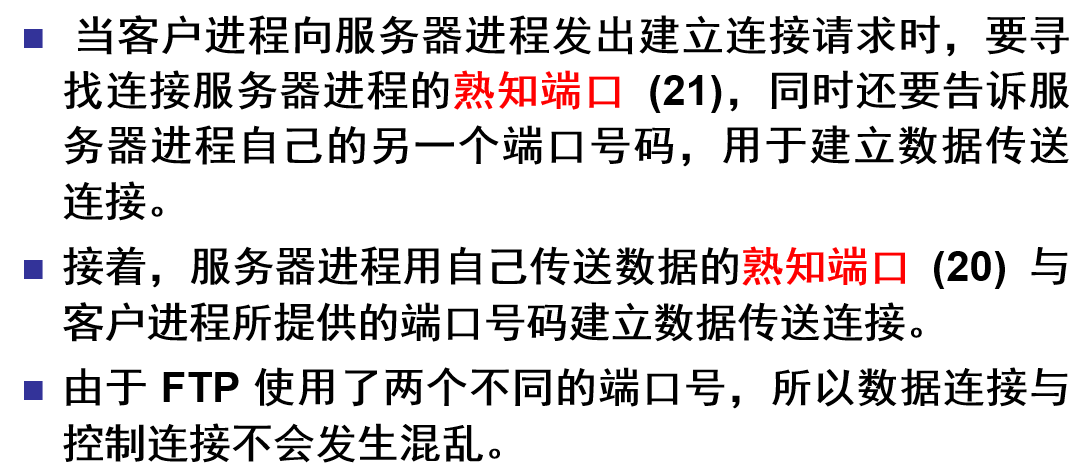 ■ 当客户进程向服务器进程发出建立连接请求时，要寻
找连接服务器进程的熟知端口 (21)，同时还要告诉服
务器进程自己的另一个端口号码，用于建立数据传送
连接。
■ 接着，服务器进程用自己传送数据的熟知端口 (20) 与
客户进程所提供的端口号码建立数据传送连接。
■ 由于 FTP 使用了两个不同的端口号，所以数据连接与
控制连接不会发生混乱。